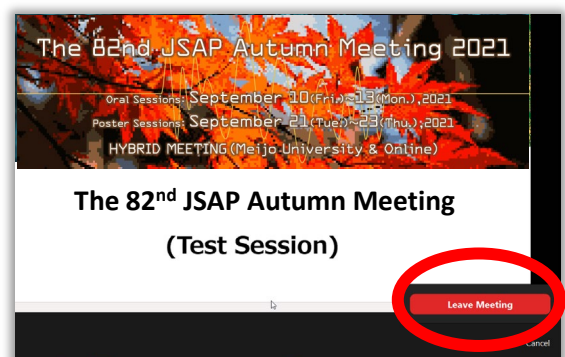 The 82nd JSAP Autumn Meeting 2021
Oral Sessions: September 10(Fri.)~13(Mon.),2021
Poster Sessions: September 21(Tue.)~23(Thu.),2021
HYBRID MEETING(Meijo University & Online)
The 82nd JSAP Autumn Meeting
(Test Session)
Leave Meeting
Cancel